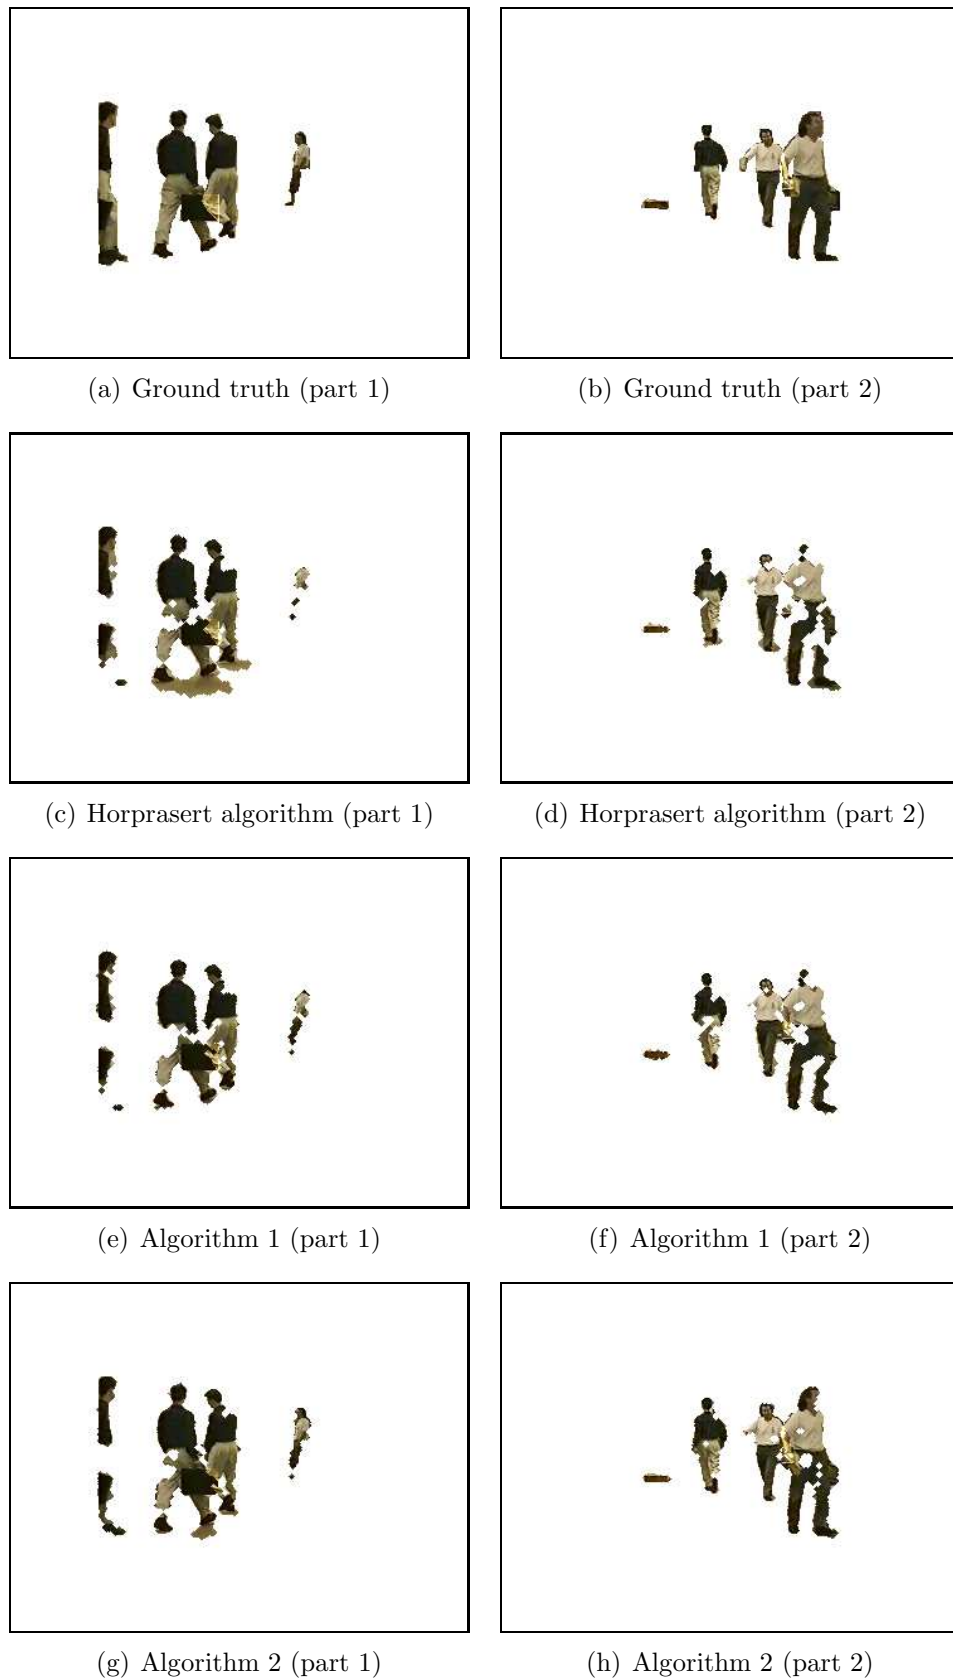 (a) Ground truth (part 1)
(b) Ground truth (part 2)
(c) Horprasert algorithm (part 1)
(d) Horprasert algorithm (part 2)
(e) Algorithm 1 (part 1)
(f) Algorithm 1 (part 2)
(g) Algorithm 2 (part 1)
(h) Algorithm 2 (part 2)